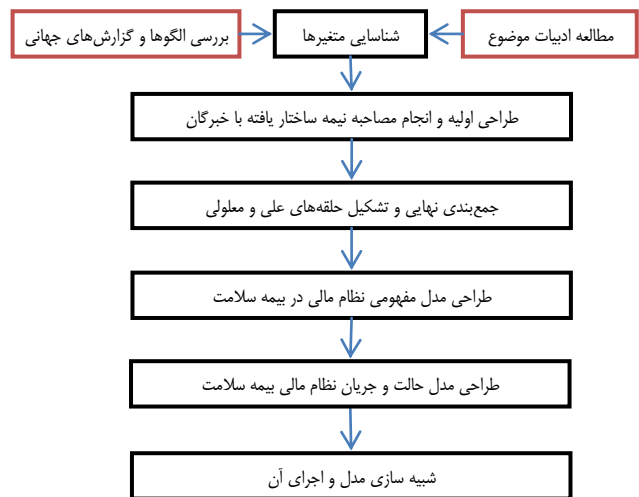 مطالعه ادبیات موضوع
شناسایی متغیرها
بررسی الگوها و گزارش‌های جهانی
طراحی اولیه و انجام مصاحبه نیمه ساختار یافته با خبرگان
جمع‌بندی نهایی و تشکیل حلقه‌های علی و معلولی
طراحی مدل مفهومی نظام مالی در بیمه سلامت
طراحی مدل حالت و جریان نظام مالی بیمه سلامت
شبیه سازی مدل و اجرای آن